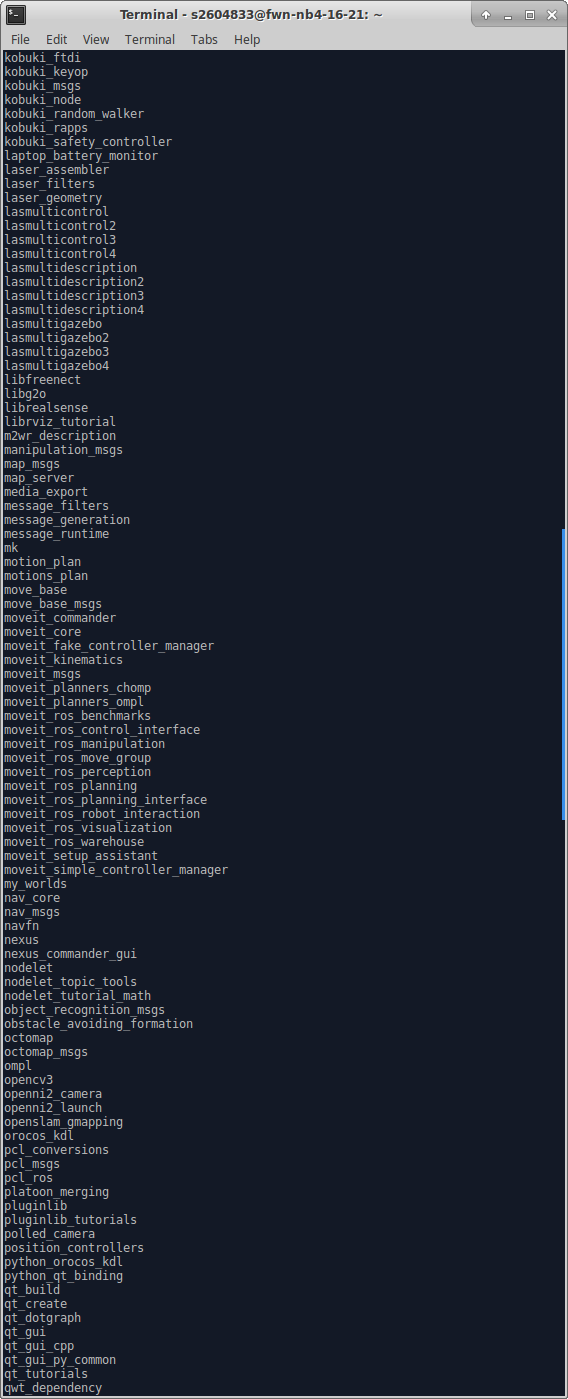 Terminal - s2604833@fwn-nb4-16-21: ~
File Edit View Terminal Tabs Help
kobuki_ftdi
kobuki_keyop
kobuki_msgs
kobuki_node
kobuki_random_walker
kobuki_rapps
kobuki_safety_controller
laptop_battery_monitor
laser_assembler
laser_filters
laser_geometry
lasmulticontrol
lasmulticontrol2
lasmulticontrol3
lasmulticontrol4
lasmultidescription
lasmultidescription2
lasmultidescription3
lasmultidescription4
lasmultigazebo
lasmultigazebo2
lasmultigazebo3
lasmultigazebo4
libfreenect
libg2o
librealsense
librviz_tutorial
m2wr_description
manipulation_msgs
map_msgs
map_server
media_export
message_filters
message_generation
message_runtime
mk
motion_plan
motions_plan
move_base
move_base_msgs
moveit_commander
moveit_core
moveit_fake_controller_manager
moveit_kinematics
moveit_msgs
moveit_planners_chomp
moveit_planners_ompl
moveit_ros_benchmarks
moveit_ros_control_interface
moveit_ros_manipulation
moveit_ros_move_group
moveit_ros_perception
moveit_ros_planning
moveit_ros_planning_interface
moveit_ros_robot_interaction
moveit_ros_visualization
moveit_ros_warehouse
moveit_setup_assistant
moveit_simple_controller_manager
my_worlds
nav_core
nav_msgs
navfn
nexus
nexus_commander_gui
nodelet
nodelet_topic_tools
nodelet_tutorial_math
object_recognition_msgs
obstacle_avoiding_formation
octomap
octomap_msgs
ompl
opencv3
openni2_camera
openni2_launch
openslam_gmapping
orocos_kdl
pcl_conversions
pcl_msgs
pcl_ros
platoon_merging
pluginlib
pluginlib_tutorials
polled_camera
position_controllers
python_orocos_kdl
python_qt_binding
qt_build
qt_create
qt_dotgraph
qt_gui
qt_gui_cpp
qt_gui_py_common
qt_tutorials
qwt_dependency